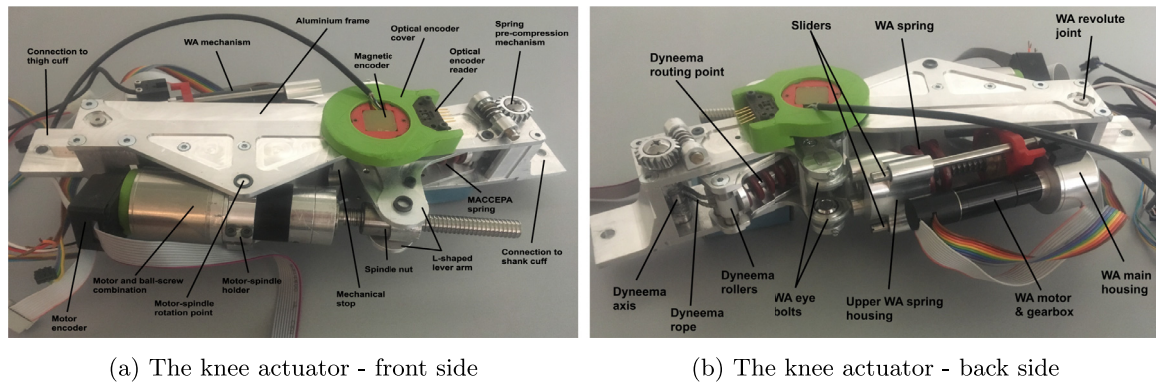 Connection to
thigh cuff
WA mechanism
Aluminium frame
Optical encoder
cover
Magnetic
encoder
Optical
encoder
reader
Spring
pre-compression
mechanism
MACCEPA
spring
Connection to
shank cuff
L-shaped
lever arm
Spindle nut
Mechanical
stop
Motor-spindle
holder
Motor-spindle
rotation point
Motor and ball-screw
combination
Motor
encoder
(a) The knee actuator - front side
Sliders
WA spring
WA revolute
joint
Dyneema
routing point
Dyneema
axis
Dyneema
rope
Dyneema
rollers
WA eye
bolts
Upper WA spring
housing
WA motor
& gearbox
WA main
housing
(b) The knee actuator - back side